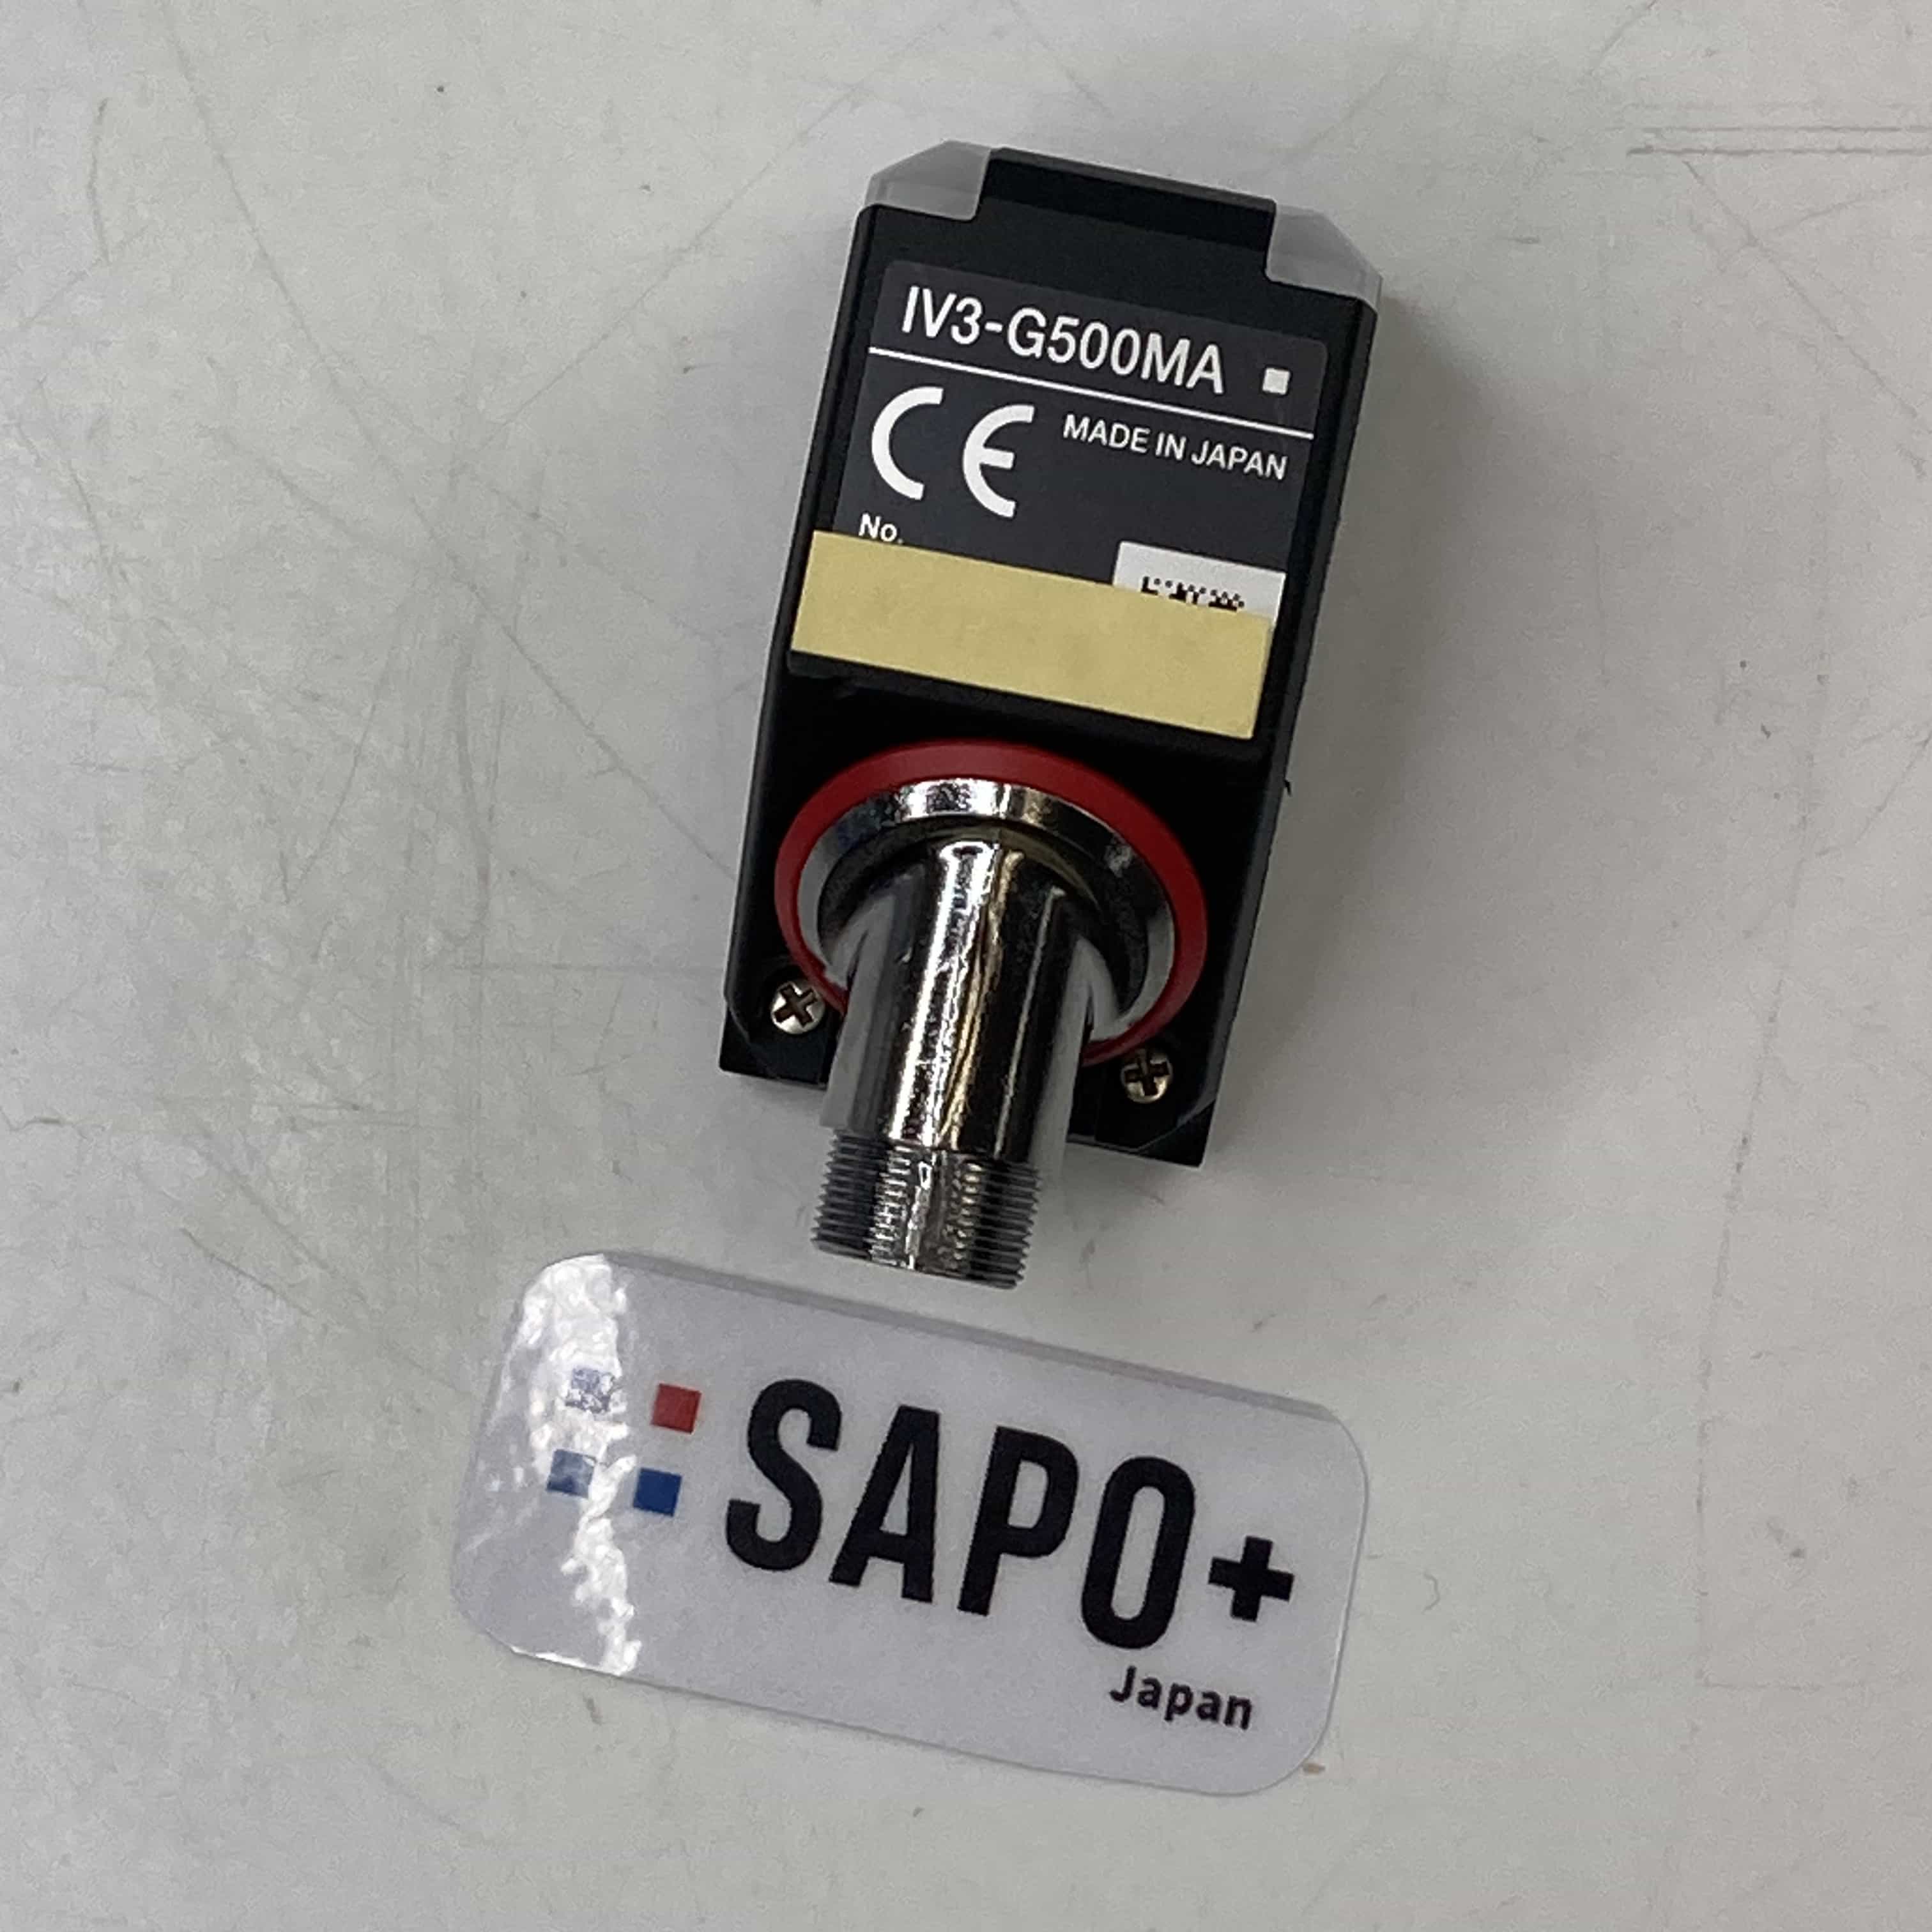 IV3-G500MA
CE MADE IN JAPAN
No.
SAPO+
Japan